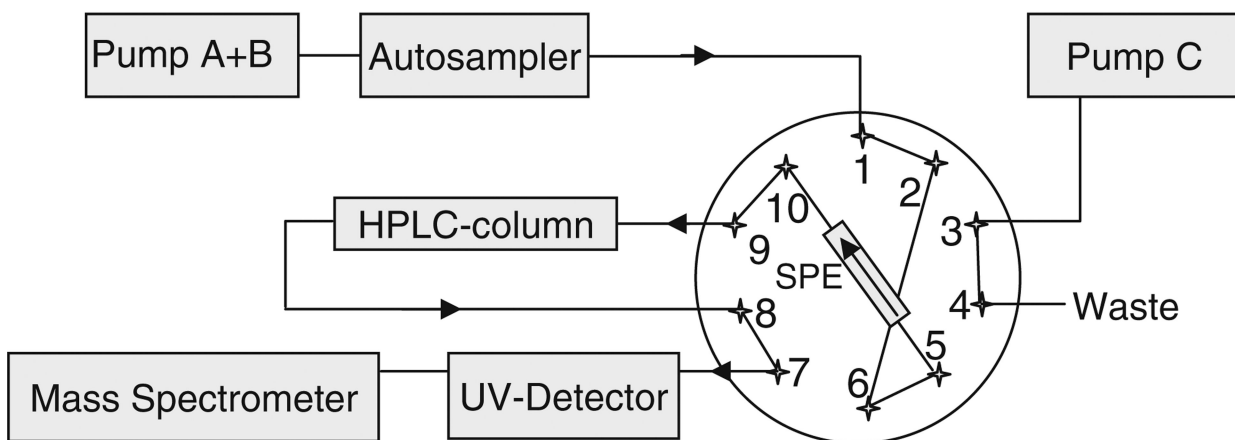 Pump A+B
Autosampler
Pump C
1
2
10
3
HPLC-column
9
SPE
4
Waste
8
5
7
6
Mass Spectrometer
UV-Detector